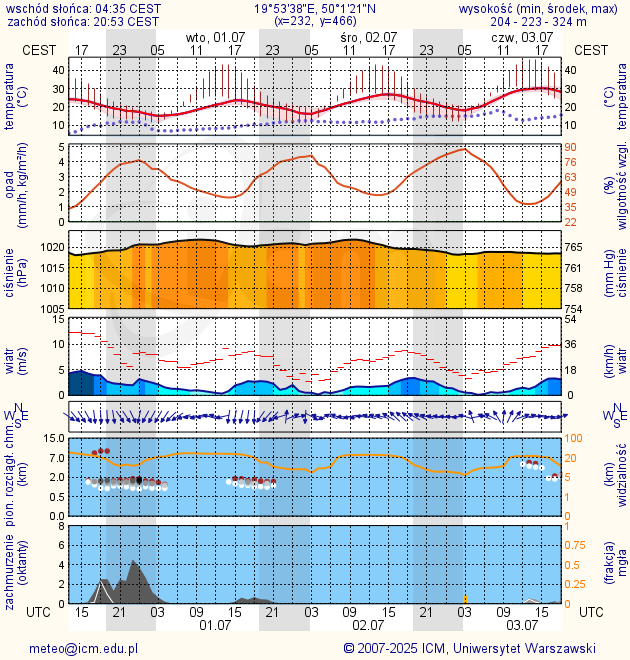 wschód słońca: 04:35 CEST 19°53'38"E, 50°1'21"N wysokość (min, środek, max)
zachód słońca: 20:53 CEST (x=232, y=466) 204 - 223 - 324 m
wto, 01.07 śro, 02.07 czw, 03.07
CEST 17 23 05 11 17 23 05 11 17 23 05 11 17 CEST
temperatura (°C) 40 30 20 10 40 30 20 10 (°C) temperatura
opad (mm/h, kg/m²/h) 5 4 3 2 1 0 90 76 63 49 35 22 (%) wilgotność wzgl.
ciśnienie (hPa) 1020 1015 1010 1005 765 761 758 754 (mm Hg) ciśnienie
wiatr (m/s) 15 10 5 0 54 36 18 0 (km/h) wiatr
N W E S N W E S
pion. rozciągł. chm. (km) 15.0 7.0 2.0 0.5 0.0 100 20 5 1 0 (km) widzialność
zachmurzenie (oktanty) 8 6 4 2 0 1 0.75 0.5 0.25 0 (frakcja) mgła
UTC 15 21 03 09 15 21 03 09 15 21 03 09 15 UTC
01.07 02.07 03.07
meteo@icm.edu.pl © 2007-2025 ICM, Uniwersytet Warszawski